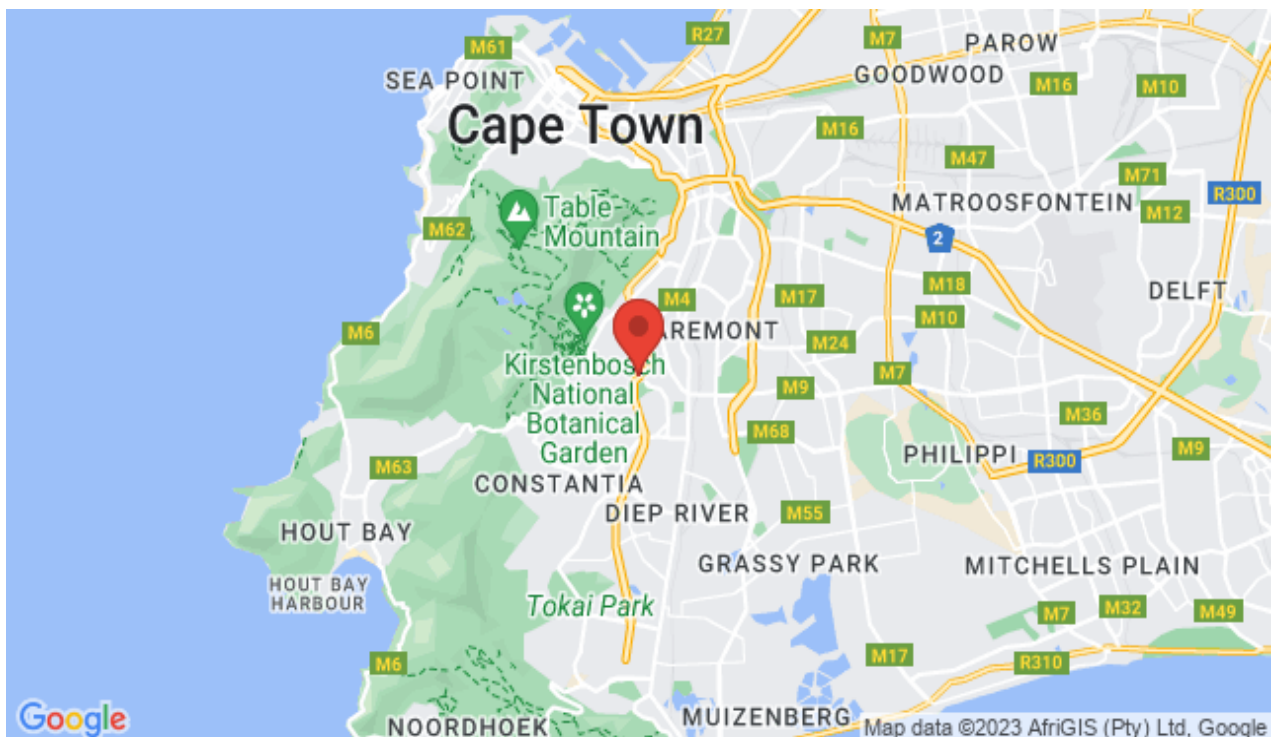 M61
R27
M7
PAROW
SEA POINT
GOODWOOD
M16
M10
Cape Town
M16
M47
M71
R300
MATROOSFONTEIN
M12
Table
Mountain
M62
2
M18
DELFT
M17
M4
M10
M6
AREMONT
M24
Kirstenbosch
National
Botanical
Garden
M7
M9
M36
M68
M9
PHILIPPI
R300
M63
CONSTANTIA
DIEP RIVER
M55
HOUT BAY
GRASSY PARK
MITCHELLS PLAIN
HOUT BAY
HARBOUR
Tokai Park
M7
M32
M49
M6
M17
R310
Google
NOORDHOEK
MUIZENBERG
Map data ©2023 AfriGIS (Pty) Ltd, Google